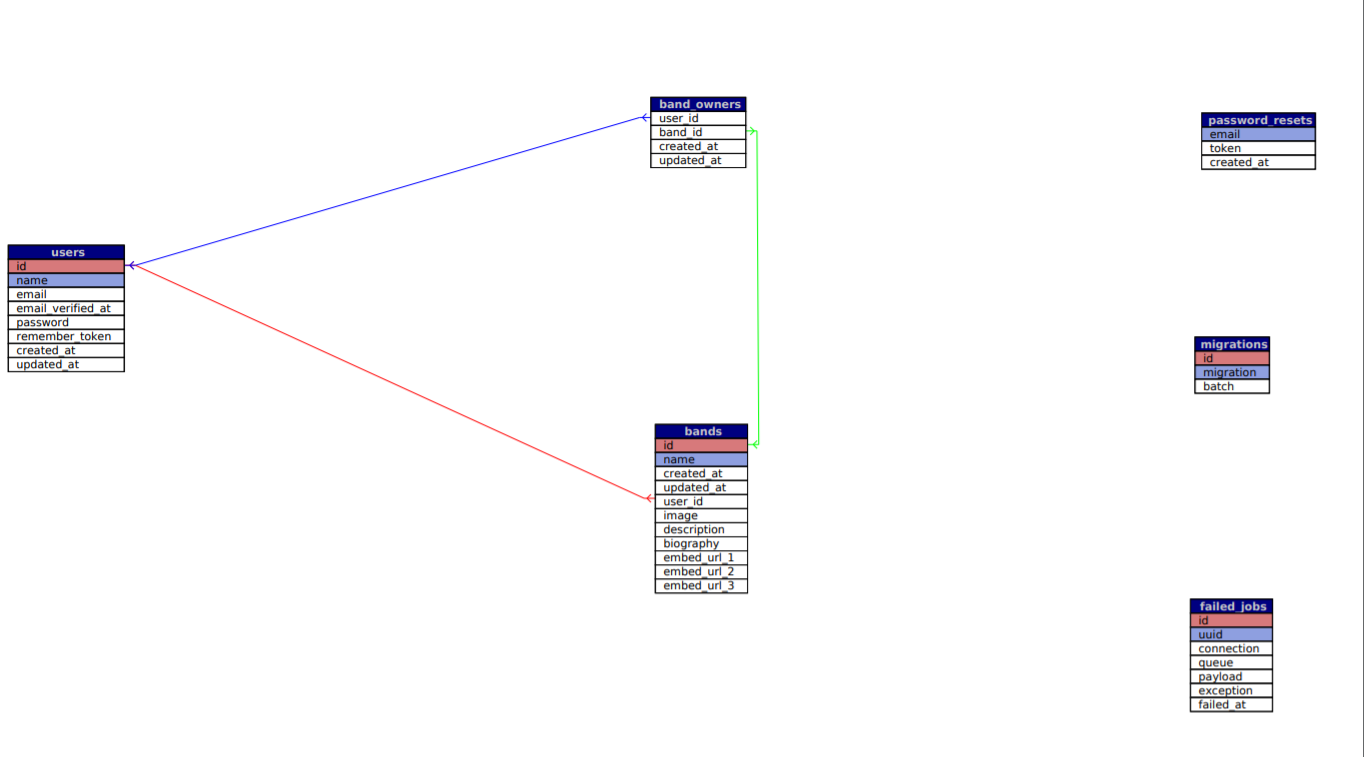 users
id
name
email
email_verified_at
password
remember_token
created_at
updated_at
band_owners
user_id
band_id
created_at
updated_at
bands
id
name
created_at
updated_at
user_id
image
description
biography
embed_url_1
embed_url_2
embed_url_3
password_resets
email
token
created_at
migrations
id
migration
batch
failed_jobs
id
uuid
connection
queue
payload
exception
failed_at